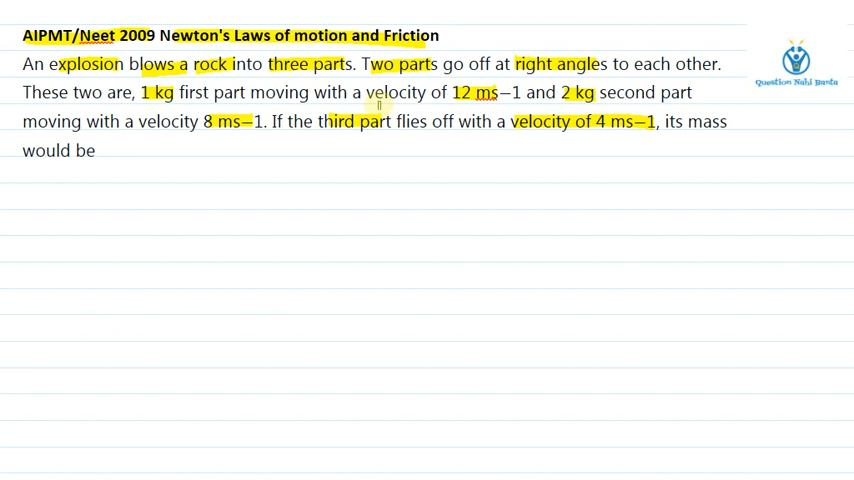 AIPMT/Neet 2009 Newton's Laws of motion and Friction
An explosion blows a rock into three parts. Two parts go off at right angles to each other.
These two are, 1 kg first part moving with a velocity of 12 ms−1 and 2 kg second part
moving with a velocity 8 ms−1. If the third part flies off with a velocity of 4 ms−1, its mass
would be
Question Nahi Banta